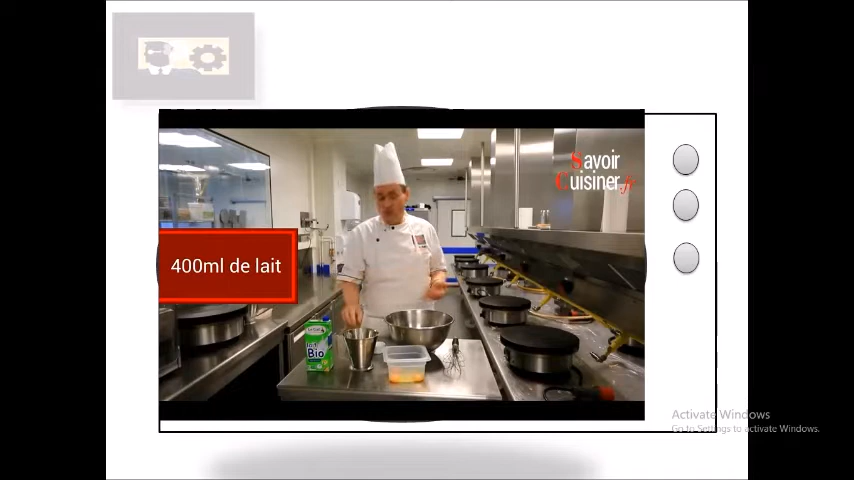 Savoir
Cuisiner.fr
400ml de lait
Bio
Activate Windows
Go to Settings to activate Windows.